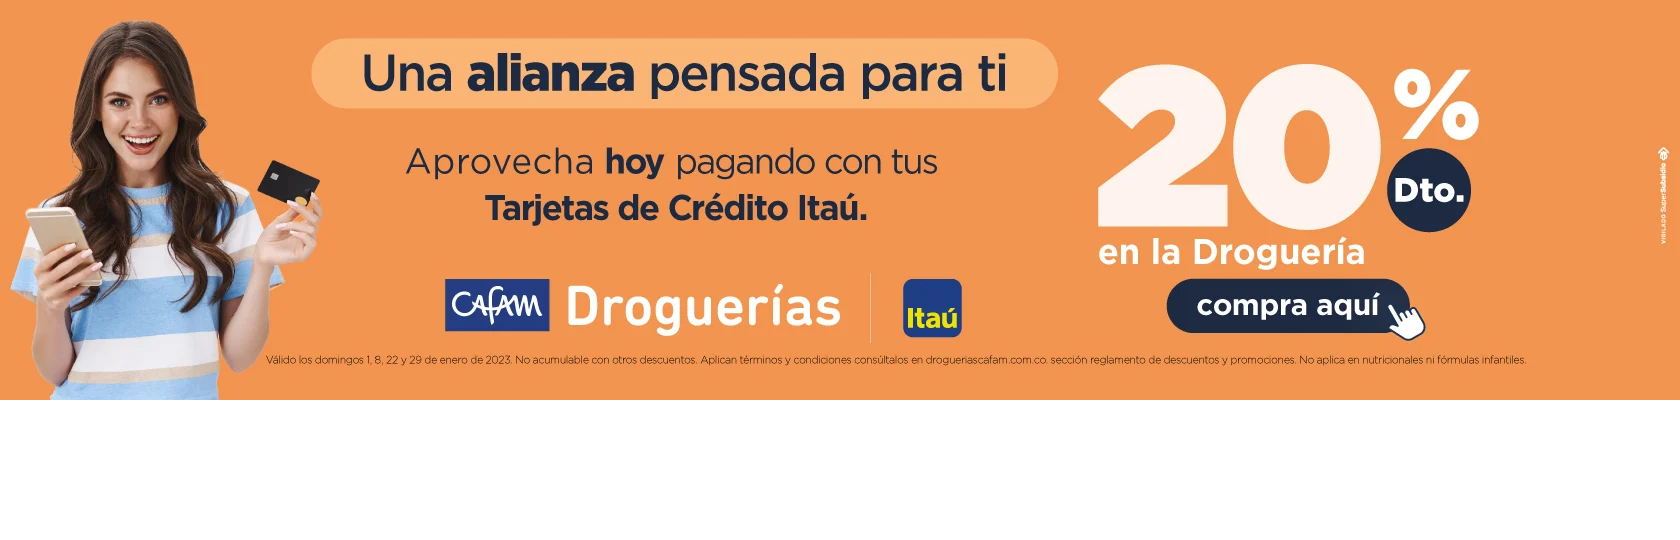 Una alianza pensada para ti
Aprovecha hoy pagando con tus
Tarjetas de Crédito Itaú.
CAFAM Droguerías
Itaú
20% Dto.
en la Droguería
compra aquí
Válido los domingos 1, 8, 22 y 29 de enero de 2023. No acumulable con otros descuentos. Aplican términos y condiciones consúltalos en drogueriascafam.com.co. sección reglamento de descuentos y promociones. No aplica en nutricionales ni fórmulas infantiles.
VIGILADO SuperSubsidio